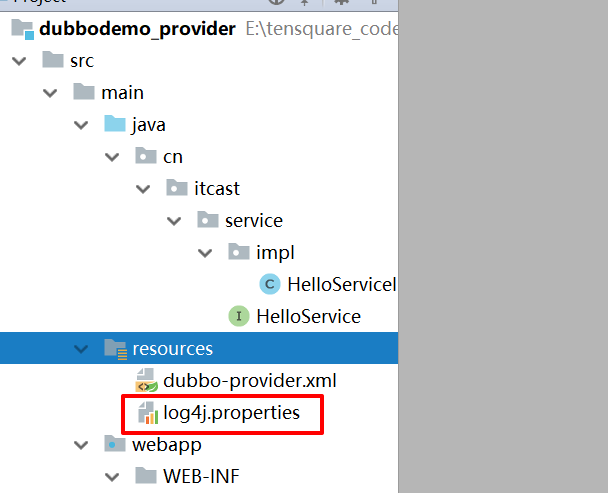 dubbodemo_provider E:\tensquare_code
src
main
java
cn
itcast
service
impl
HelloServiceI
HelloService
resources
dubbo-provider.xml
log4j.properties
webapp
WEB-INF